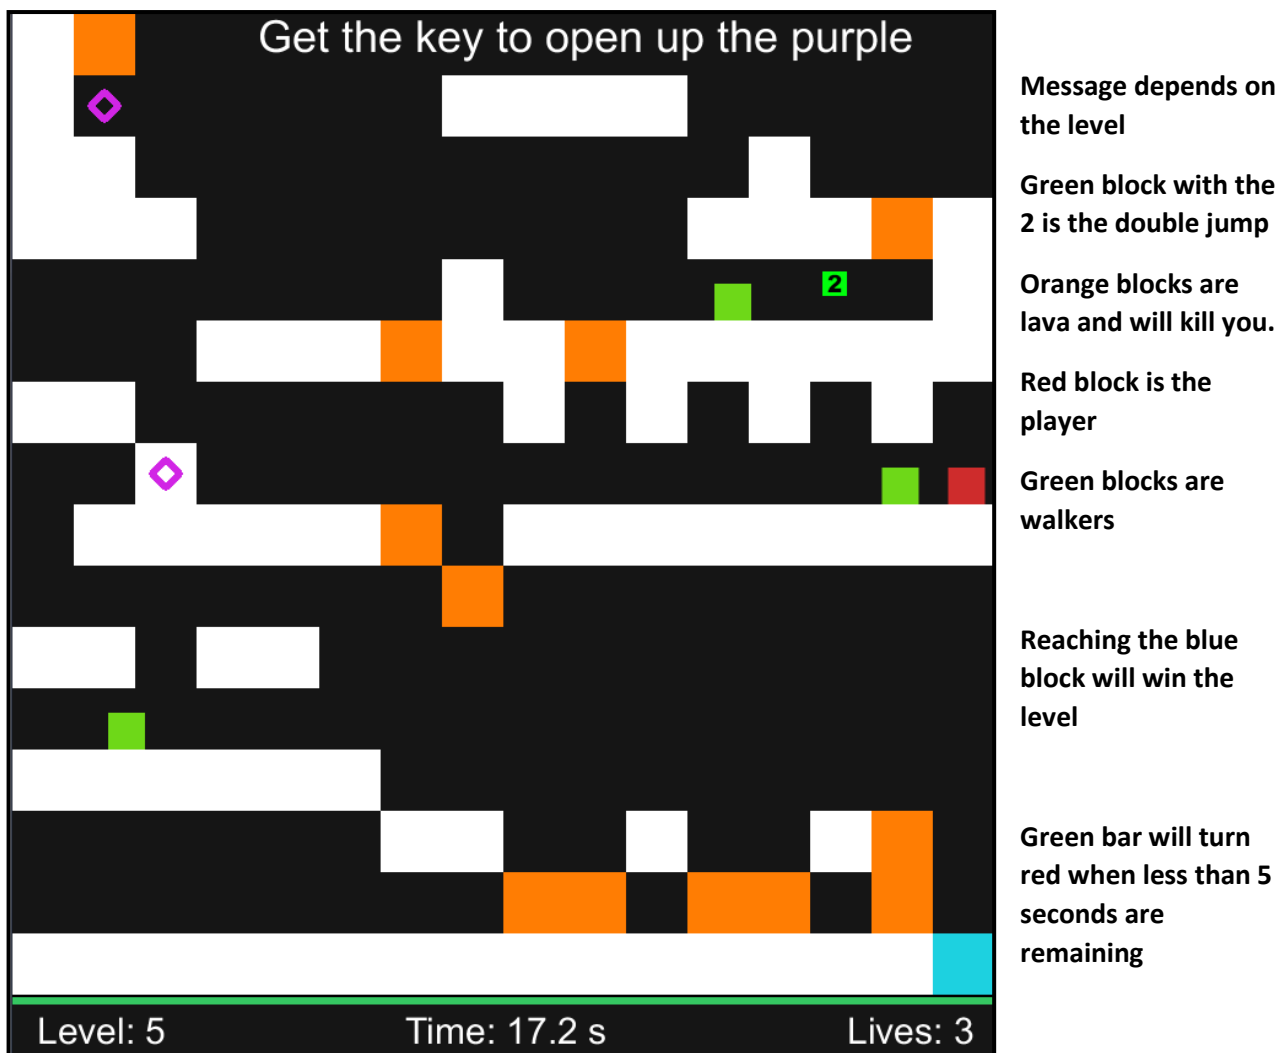 Get the key to open up the purple
Message depends on
the level
Green block with the
2 is the double jump
2
Orange blocks are
lava and will kill you.
Red block is the
player
Green blocks are
walkers
Reaching the blue
block will win the
level
Green bar will turn
red when less than 5
seconds are
remaining
Level: 5
Time: 17.2 s
Lives: 3